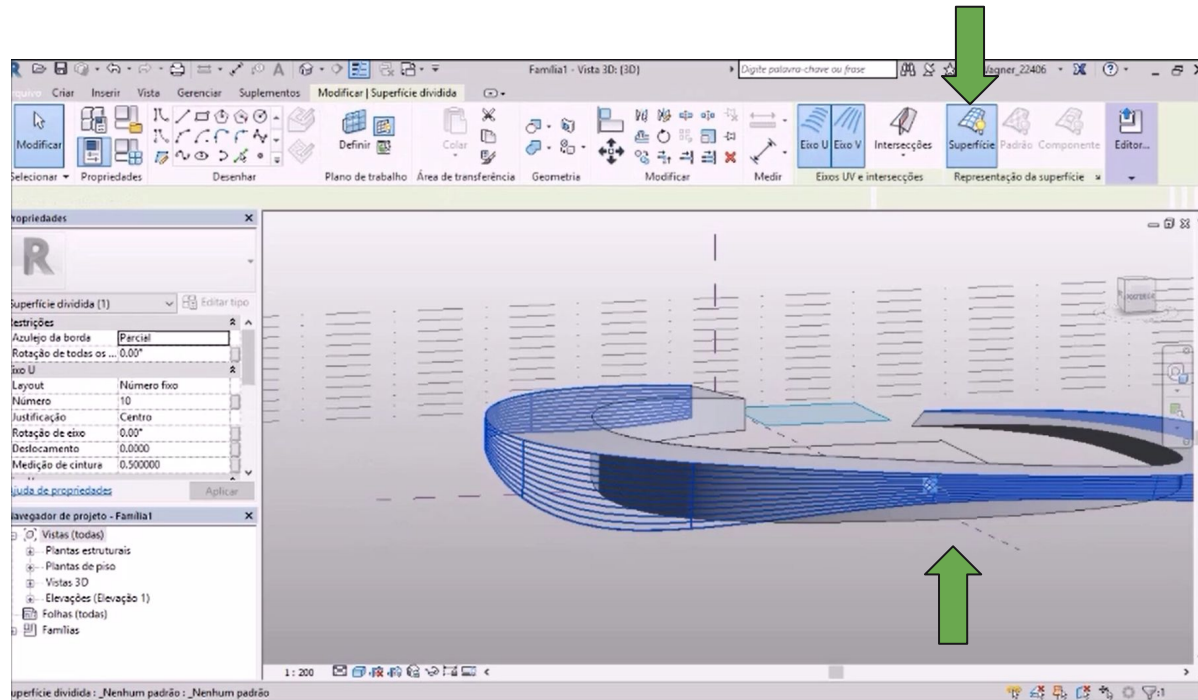 Família1 - Vista 3D: {3D}
Digite palavra-chave ou frase
Vagner_22406
Criar Inserir Vista Gerenciar Suplementos Modificar | Superfície dividida
Modificar
Definir
Colar
Eixo U Eixo V Intersecções
Superfície Padrão Componente
Editor...
Selecionar Propriedades Desenhar Plano de trabalho Área de transferência Geometria Modificar Medir Eixos UV e intersecções Representação da superfície
Propriedades
Superfície dividida (1)
Editar tipo
Restrições
Azulejo da borda Parcial
Rotação de todas os ... 0.00°
Eixo U
Layout Número fixo
Número 10
Justificação Centro
Rotação de eixo 0.00°
Deslocamento 0.0000
Medição de cintura 0.500000
Ajuda de propriedades
Aplicar
Navegador de projeto - Família1
Vistas (todas)
Plantas estruturais
Plantas de piso
Vistas 3D
Elevações (Elevação 1)
Folhas (todas)
Famílias
1 : 200
Superfície dividida : _Nenhum padrão : _Nenhum padrão
:1